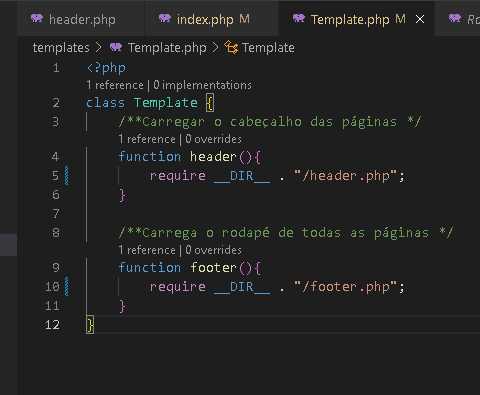 header.php
index.php M
Template.php M
Ro
templates > Template.php > Template
1 <?php
1 reference | 0 implementations
2 class Template {
3 /**Carregar o cabeçalho das páginas */
1 reference | 0 overrides
4 function header(){
5 require __DIR__ . "/header.php";
6 }
7
8 /**Carrega o rodapé de todas as páginas */
1 reference | 0 overrides
9 function footer(){
10 require __DIR__ . "/footer.php";
11 }
12 }